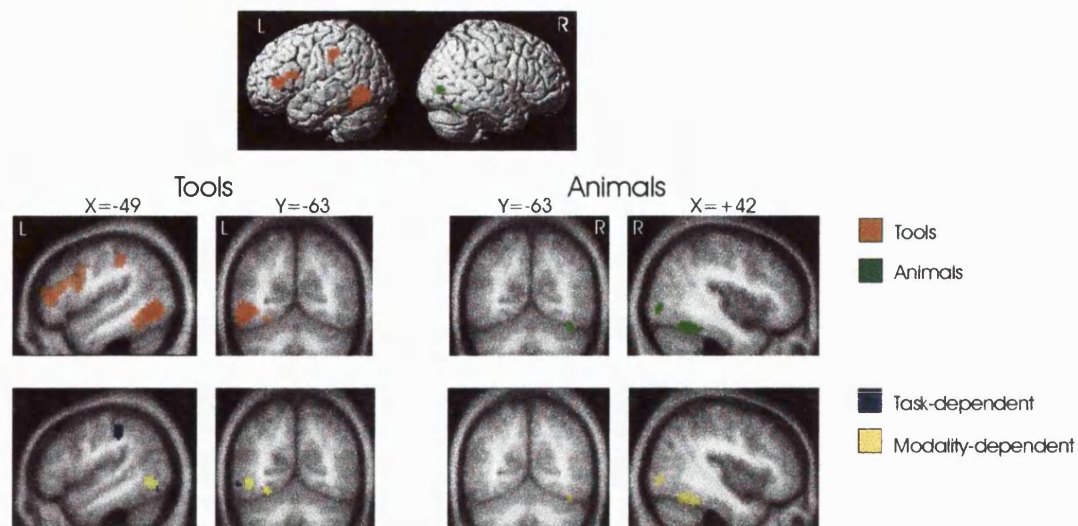 L R
Tools Animals
X=-49 Y=-63 Y=-63 X=+42
L L R R
Tools
Animals
Task-dependent
Modality-dependent